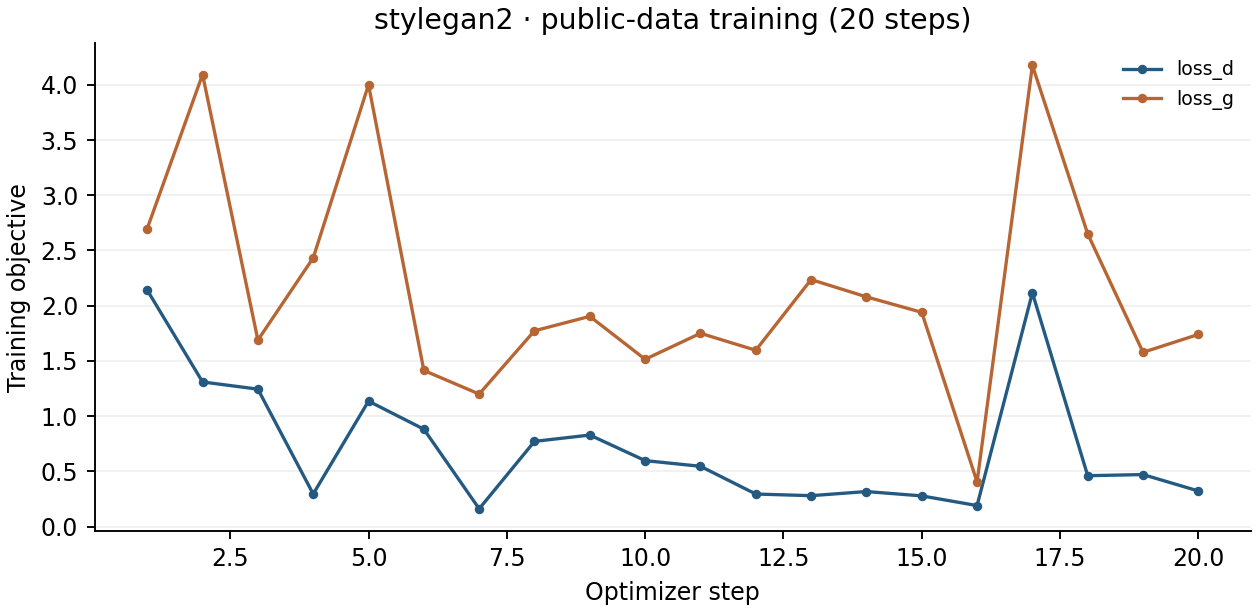 stylegan2 · public-data training (20 steps)
loss_d
loss_g
Training objective
4.0
3.5
3.0
2.5
2.0
1.5
1.0
0.5
0.0
2.5 5.0 7.5 10.0 12.5 15.0 17.5 20.0
Optimizer step